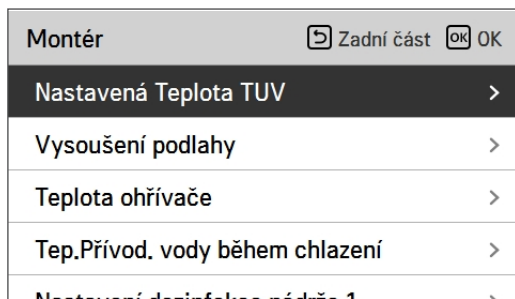 Montér Zadní část OK OK
Nastavená Teplota TUV
Vysoušení podlahy
Teplota ohřívače
Tep.Přívod. vody během chlazení